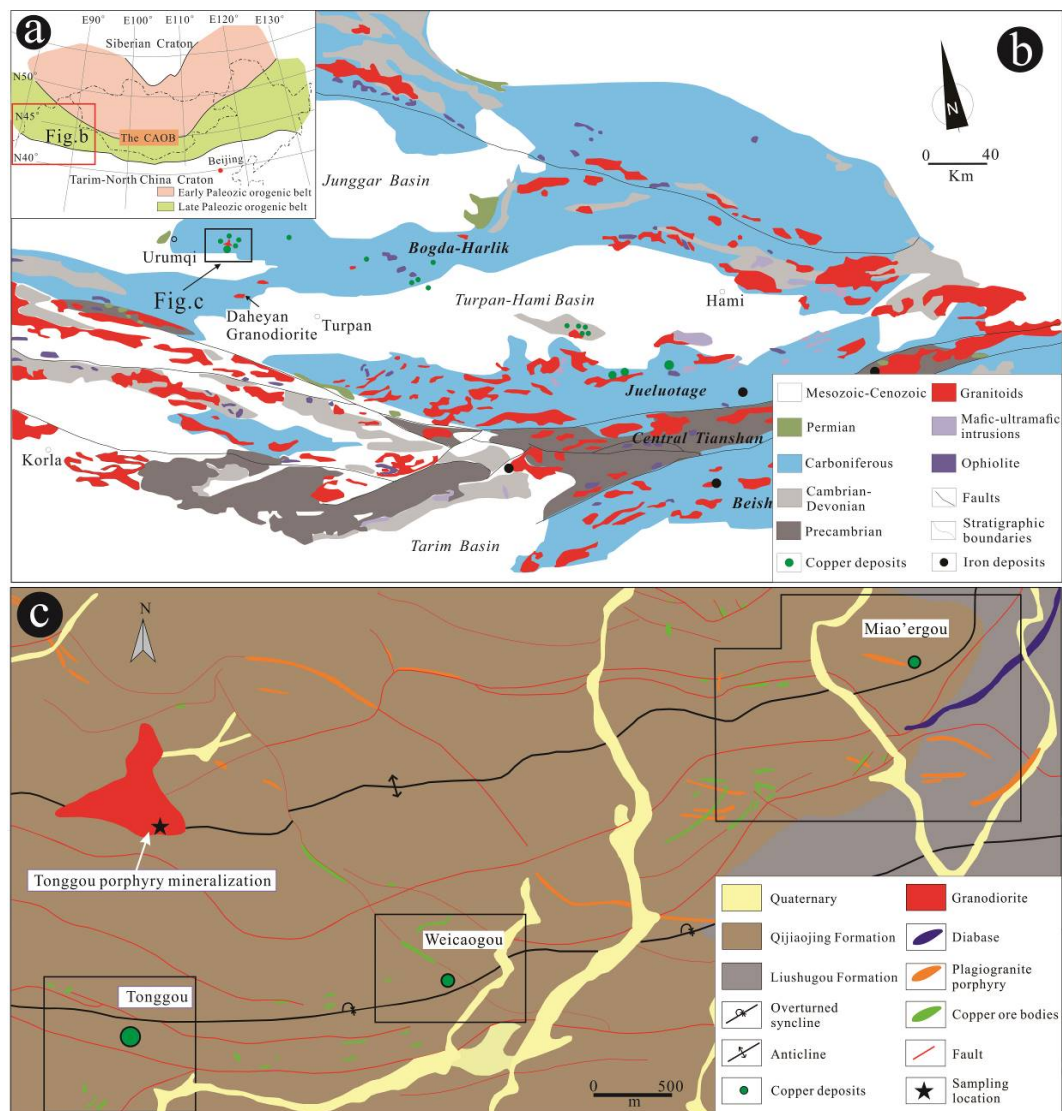 a
E90°
E100°
E110°
E120°
E130°
Siberian Craton
N50°
N45°
Fig.b
The CAOB
N40°
Beijing
Tarim-North China Craton
Early Paleozic orogenic belt
Late Paleozic orogenic belt
b
N
0 40
Km
Junggar Basin
Urumqi
Bogda-Harlik
Fig.c
Daheyan
Granodiorite
Turpan
Turpan-Hami Basin
Hami
Jueluotage
Central Tianshan
Korla
Beish
Tarim Basin
Mesozoic-Cenozoic
Granitoids
Permian
Mafic-ultramafic
intrusions
Carboniferous
Ophiolite
Cambrian-
Devonian
Faults
Precambrian
Stratigraphic
boundaries
Copper deposits
Iron deposits
c
N
Miao'ergou
Tonggou porphyry mineralization
Weicaogou
Tonggou
0 500
m
Quaternary
Granodiorite
Qijiaojing Formation
Diabase
Liushugou Formation
Plagiogranite
porphyry
Overturned
syncline
Copper ore bodies
Anticline
Fault
Copper deposits
Sampling
location